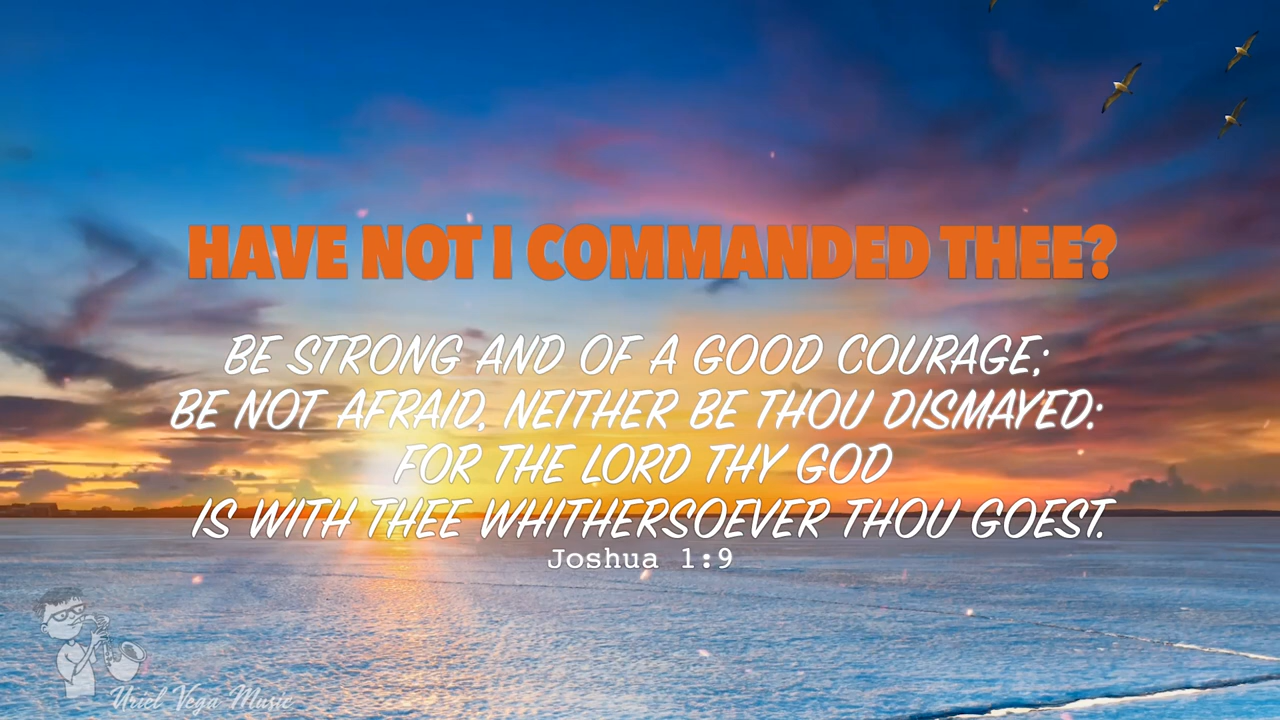 HAVE NOT I COMMANDED THEE?
BE STRONG AND OF A GOOD COURAGE;
BE NOT AFRAID, NEITHER BE THOU DISMAYED:
FOR THE LORD THY GOD
IS WITH THEE WHITHERSOEVER THOU GOEST.
Joshua 1:9
Uriel Vega Music